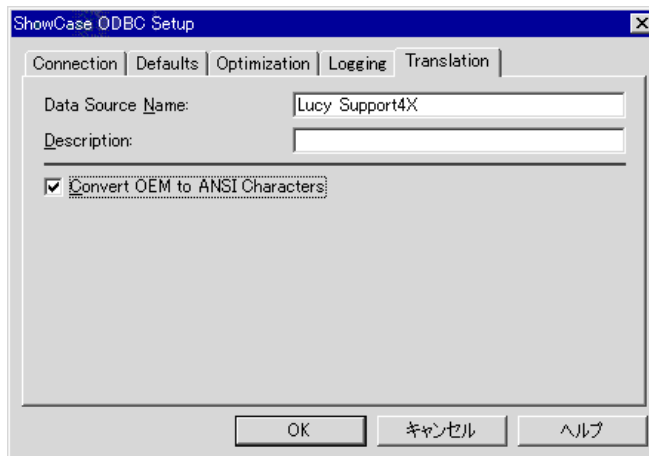 ShowCase ODBC Setup
Connection Defaults Optimization Logging Translation
Data Source Name: Lucy Support4X
Description:
Convert OEM to ANSI Characters
OK キャンセル ヘルプ